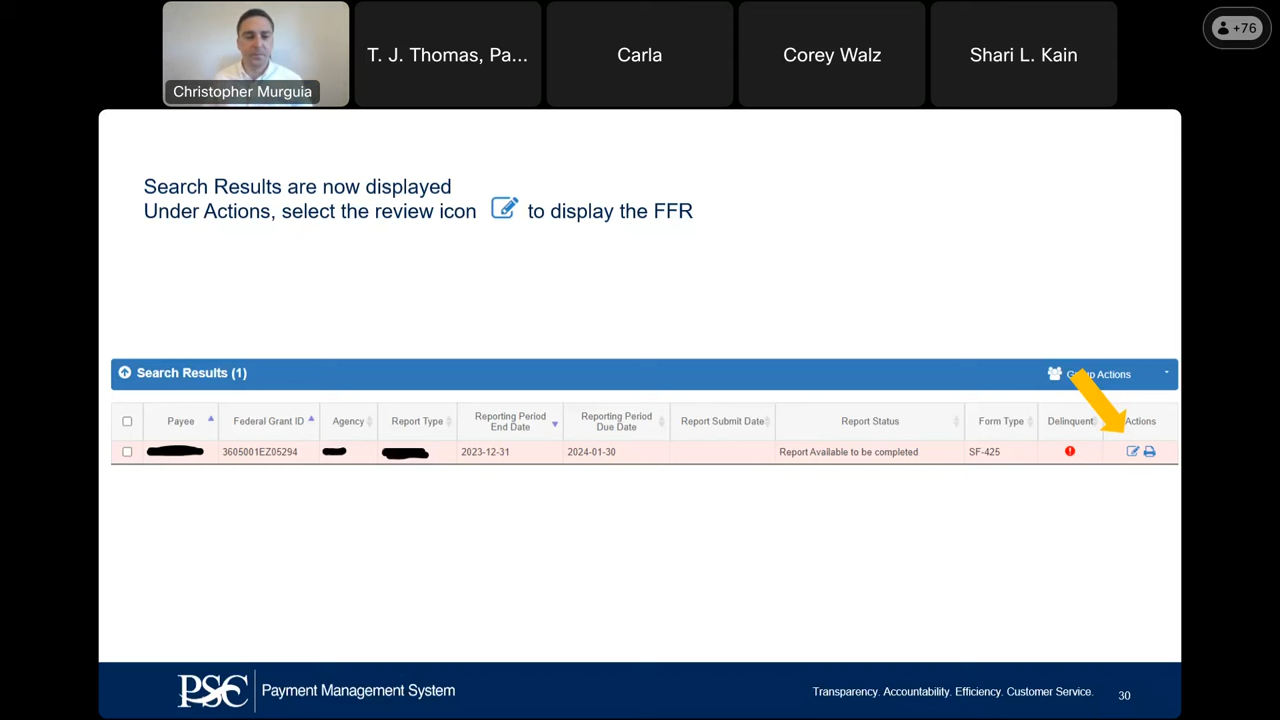 T. J. Thomas, Pa...
Carla
Corey Walz
Shari L. Kain
+76
Christopher Murguia
Search Results are now displayed
Under Actions, select the review icon to display the FFR
Search Results (1)
Actions
Payee
Federal Grant ID
Agency
Report Type
Reporting Period End Date
Reporting Period Due Date
Report Submit Date
Report Status
Form Type
Delinquent
Actions
3605001EZ05294
2023-12-31
2024-01-30
Report Available to be completed
SF-425
PSC
Payment Management System
Transparency. Accountability. Efficiency. Customer Service.
30